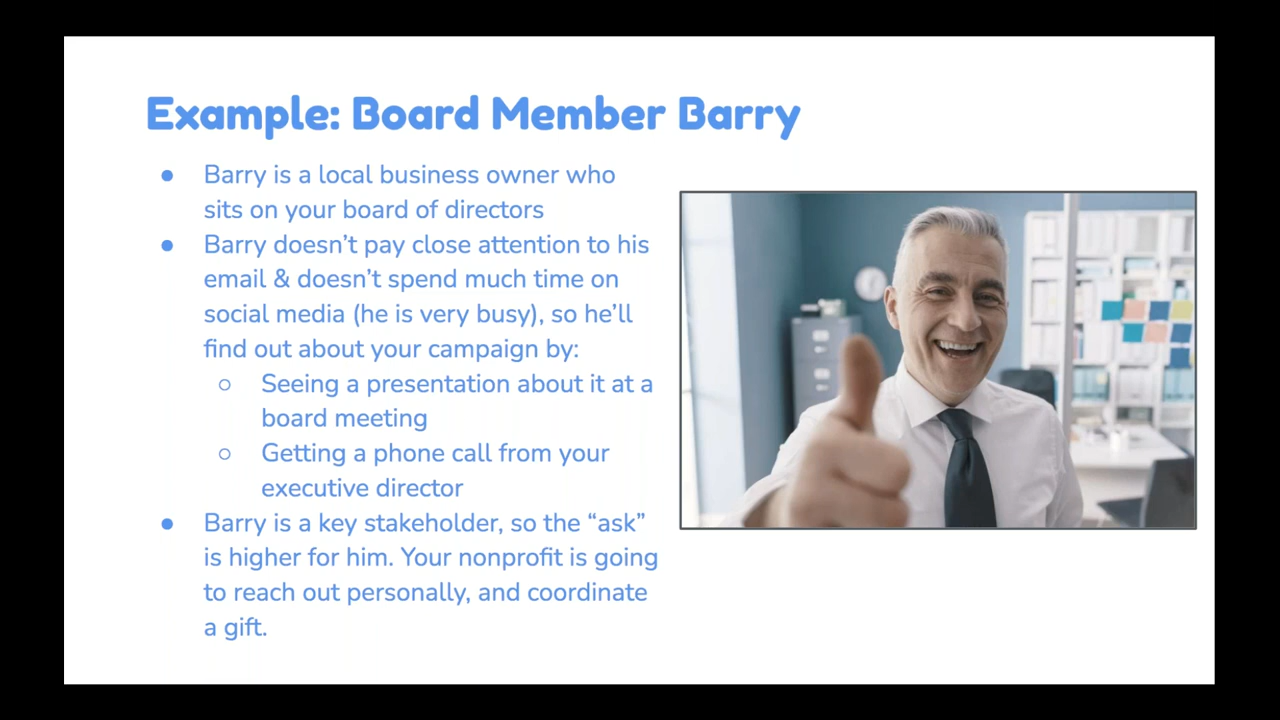 Example: Board Member Barry
● Barry is a local business owner who
sits on your board of directors
● Barry doesn’t pay close attention to his
email & doesn’t spend much time on
social media (he is very busy), so he’ll
find out about your campaign by:
○ Seeing a presentation about it at a
board meeting
○ Getting a phone call from your
executive director
● Barry is a key stakeholder, so the “ask”
is higher for him. Your nonprofit is going
to reach out personally, and coordinate
a gift.